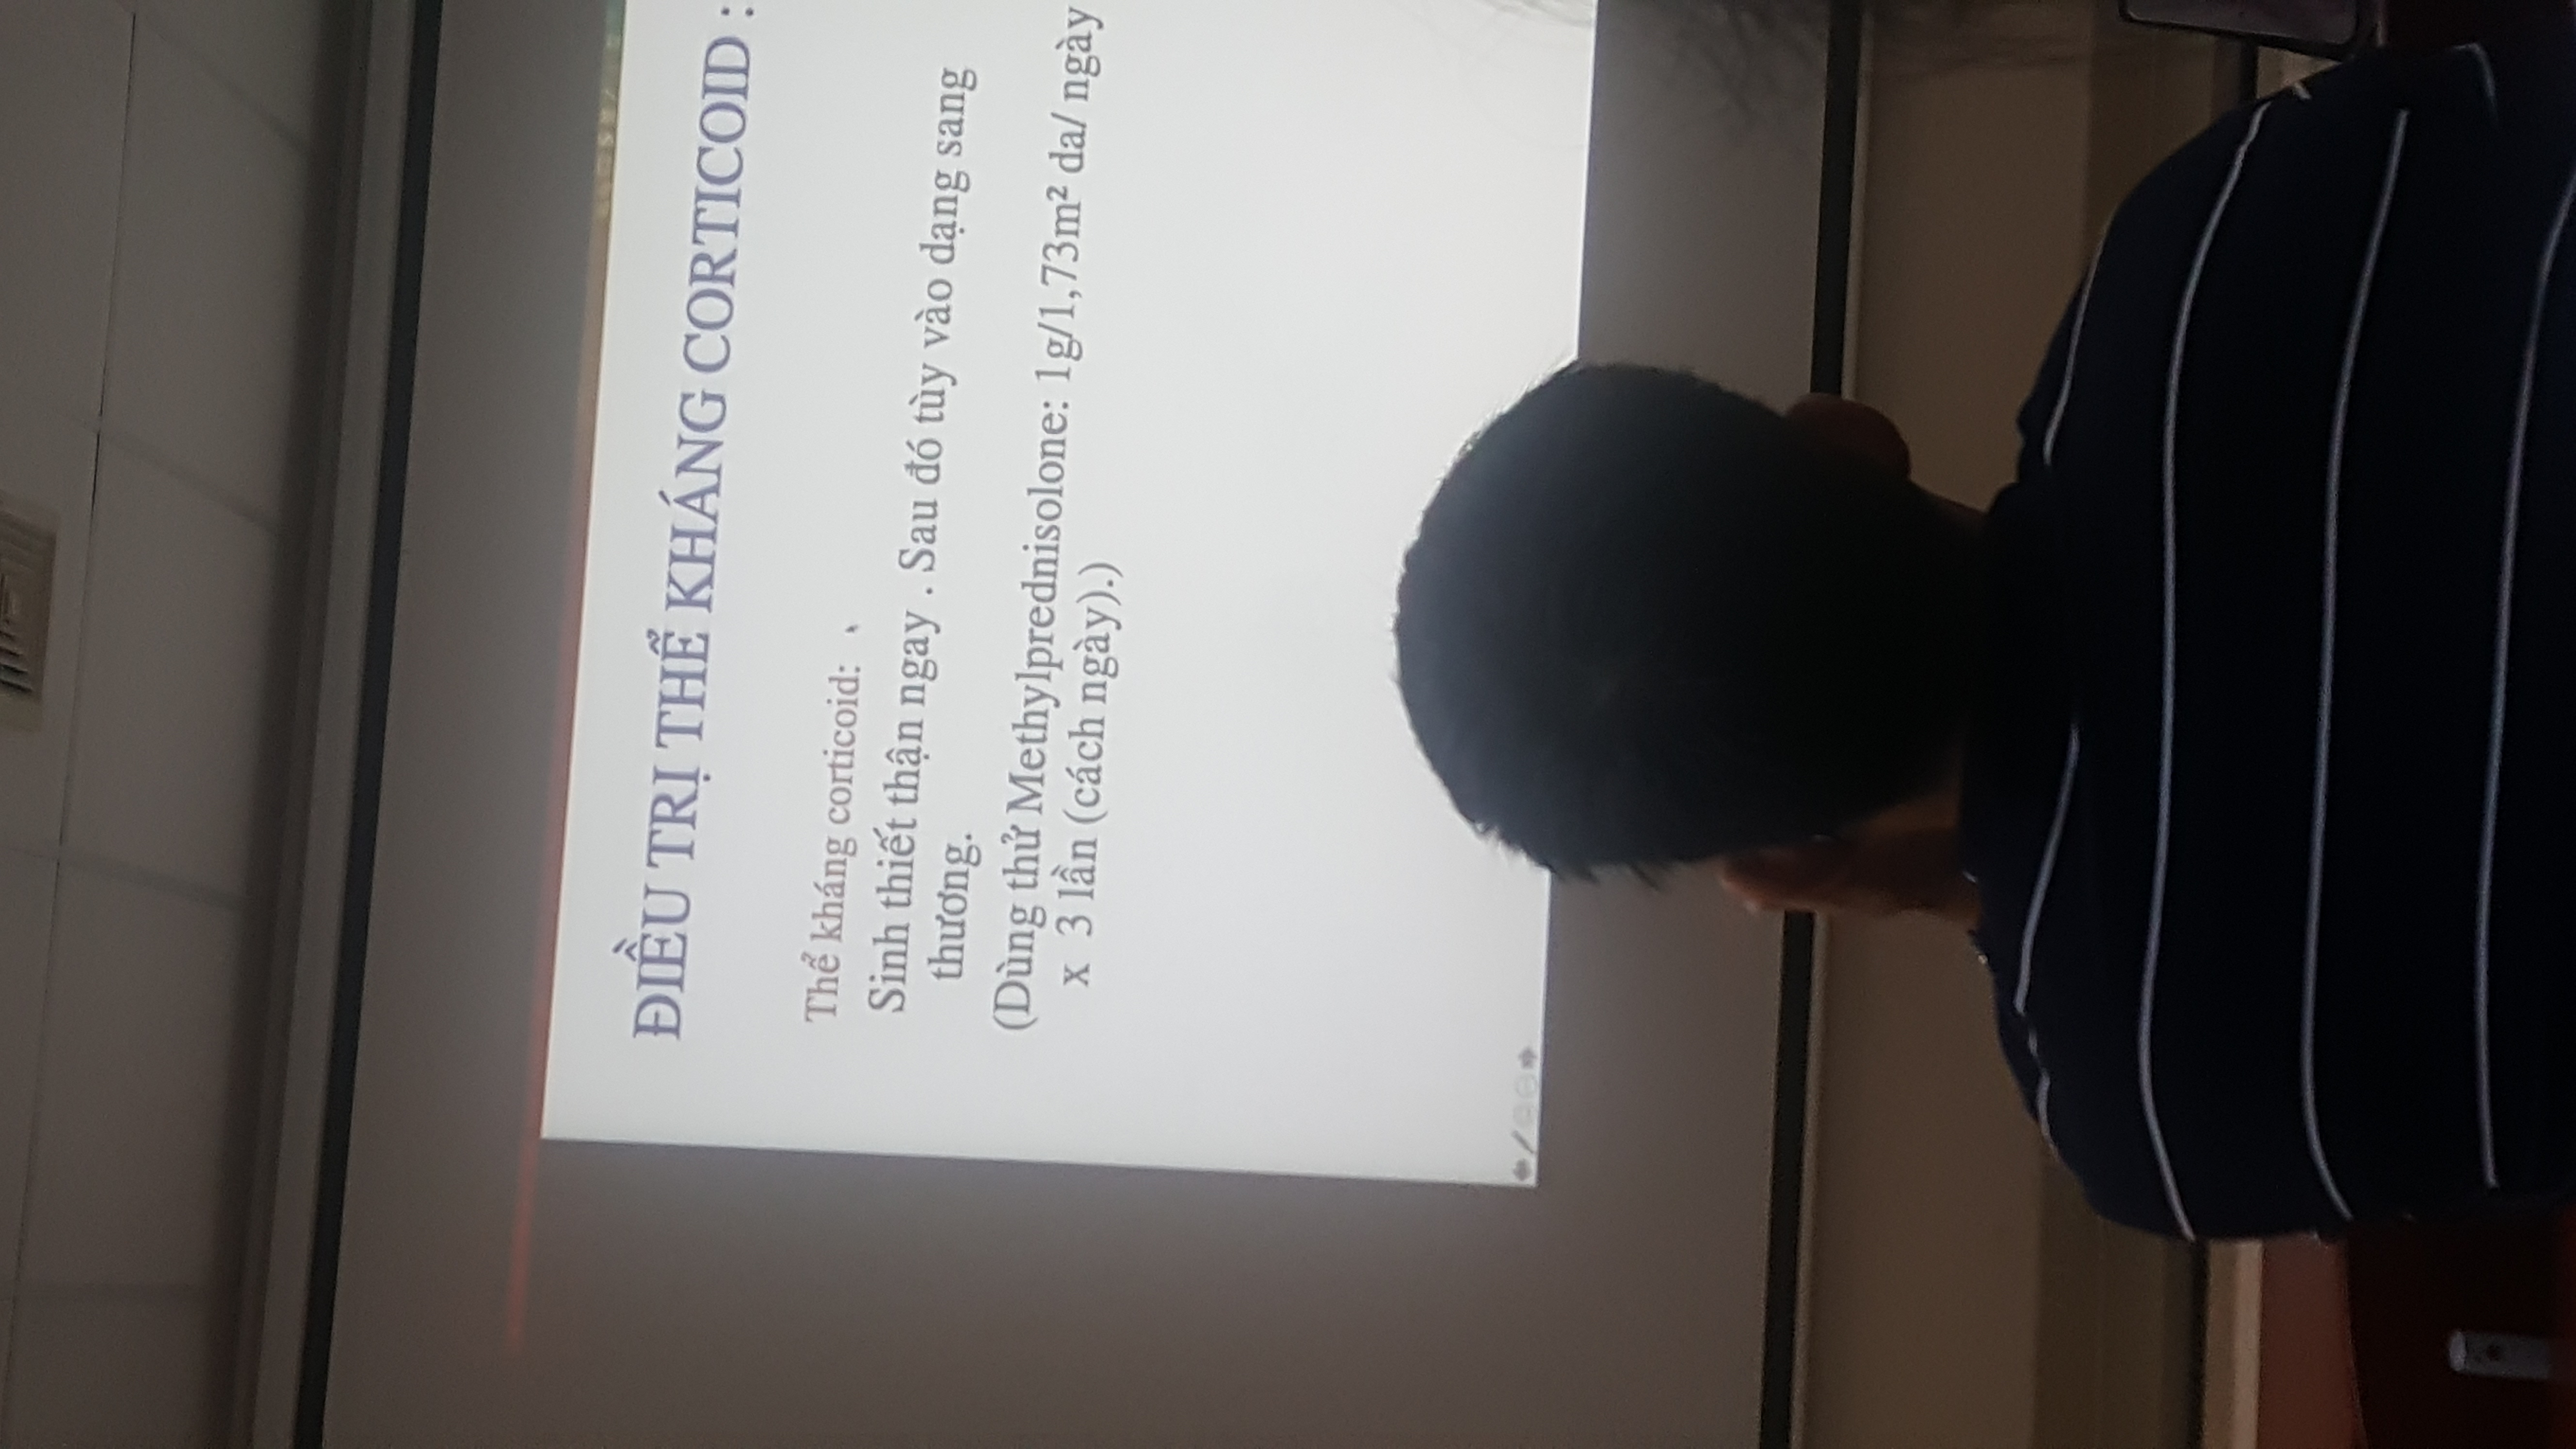 ĐIỀU TRỊ THỂ KHÁNG CORTICOID :
Thể kháng corticoid:
Sinh thiết thận ngay . Sau đó tùy vào dạng sang
thương.
(Dùng thử Methylprednisolone: 1g/1,73m² da/ ngày
x 3 lần (cách ngày).)